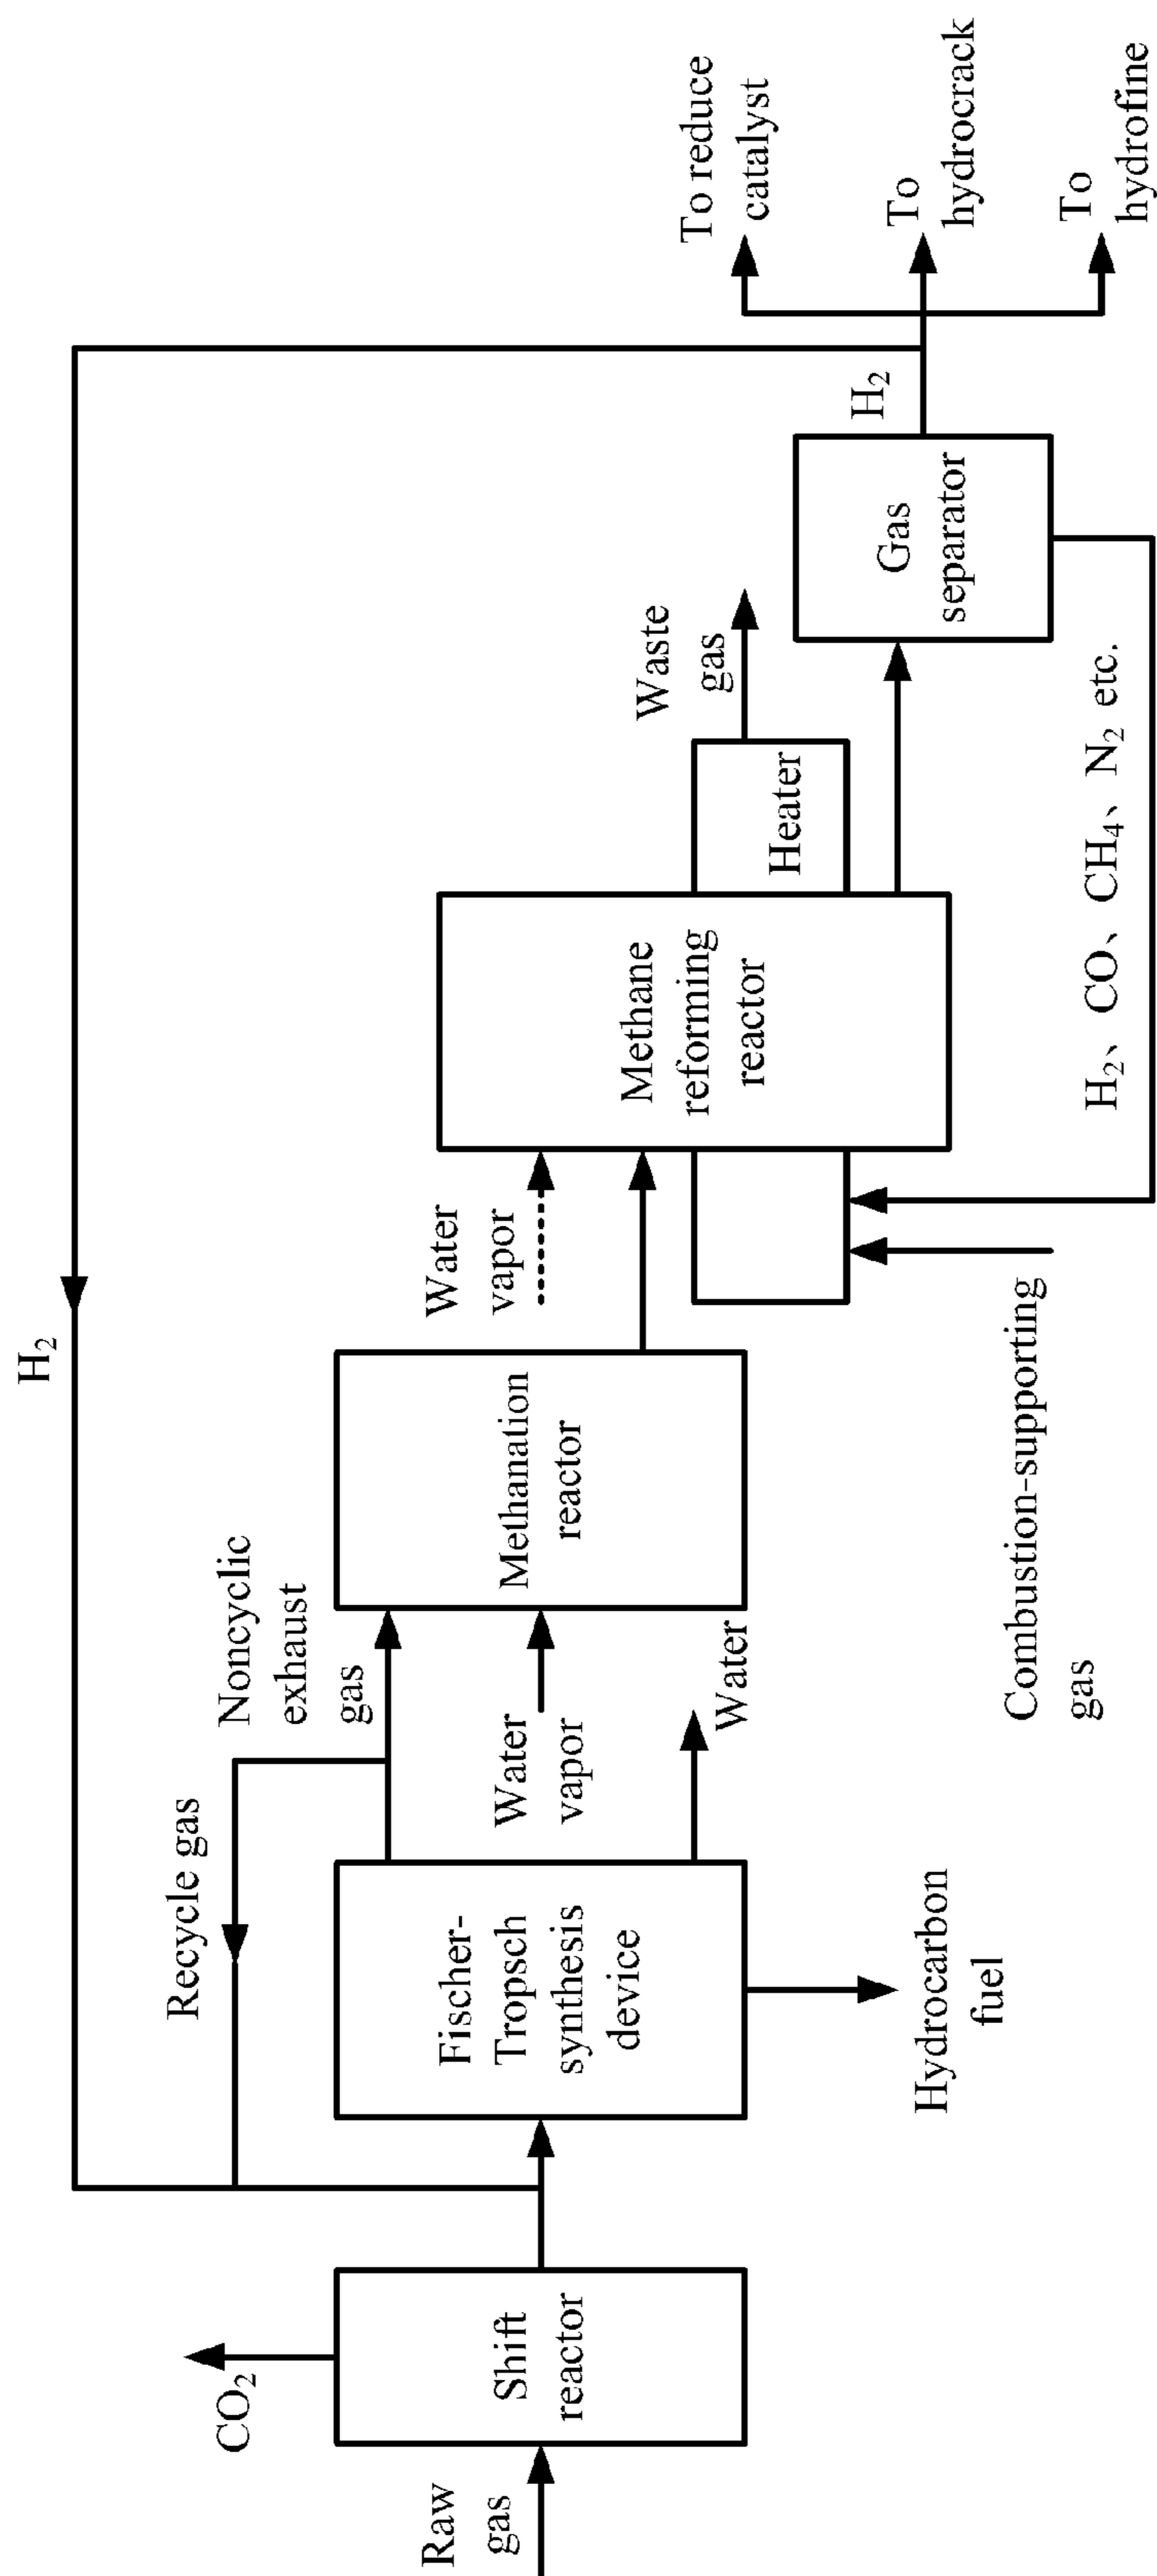 H₂
Recycle gas
Noncyclic
exhaust
gas
CO₂
Raw
gas
Shift
reactor
Fischer-
Tropsch
synthesis
device
Water
vapor
Methanation
reactor
Water
vapor
Methane
reforming
reactor
Heater
Waste
gas
Gas
separator
H₂
To reduce
catalyst
To
hydrocrack
To
hydrofine
Water
Hydrocarbon
fuel
Combustion-supporting
gas
H₂、CO、CH₄、N₂ etc.